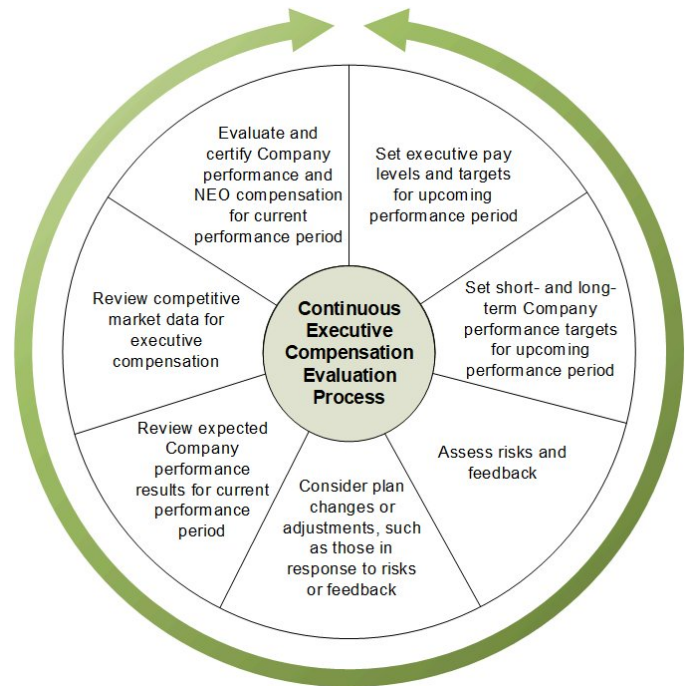 Continuous
Executive
Compensation
Evaluation
Process
Set executive pay
levels and targets
for upcoming
performance period
Set short- and long-
term Company
performance targets
for upcoming
performance period
Assess risks and
feedback
Consider plan
changes or
adjustments, such
as those in
response to risks
or feedback
Review expected
Company
performance
results for current
performance
period
Review competitive
market data for
executive
compensation
Evaluate and
certify Company
performance and
NEO compensation
for current
performance period